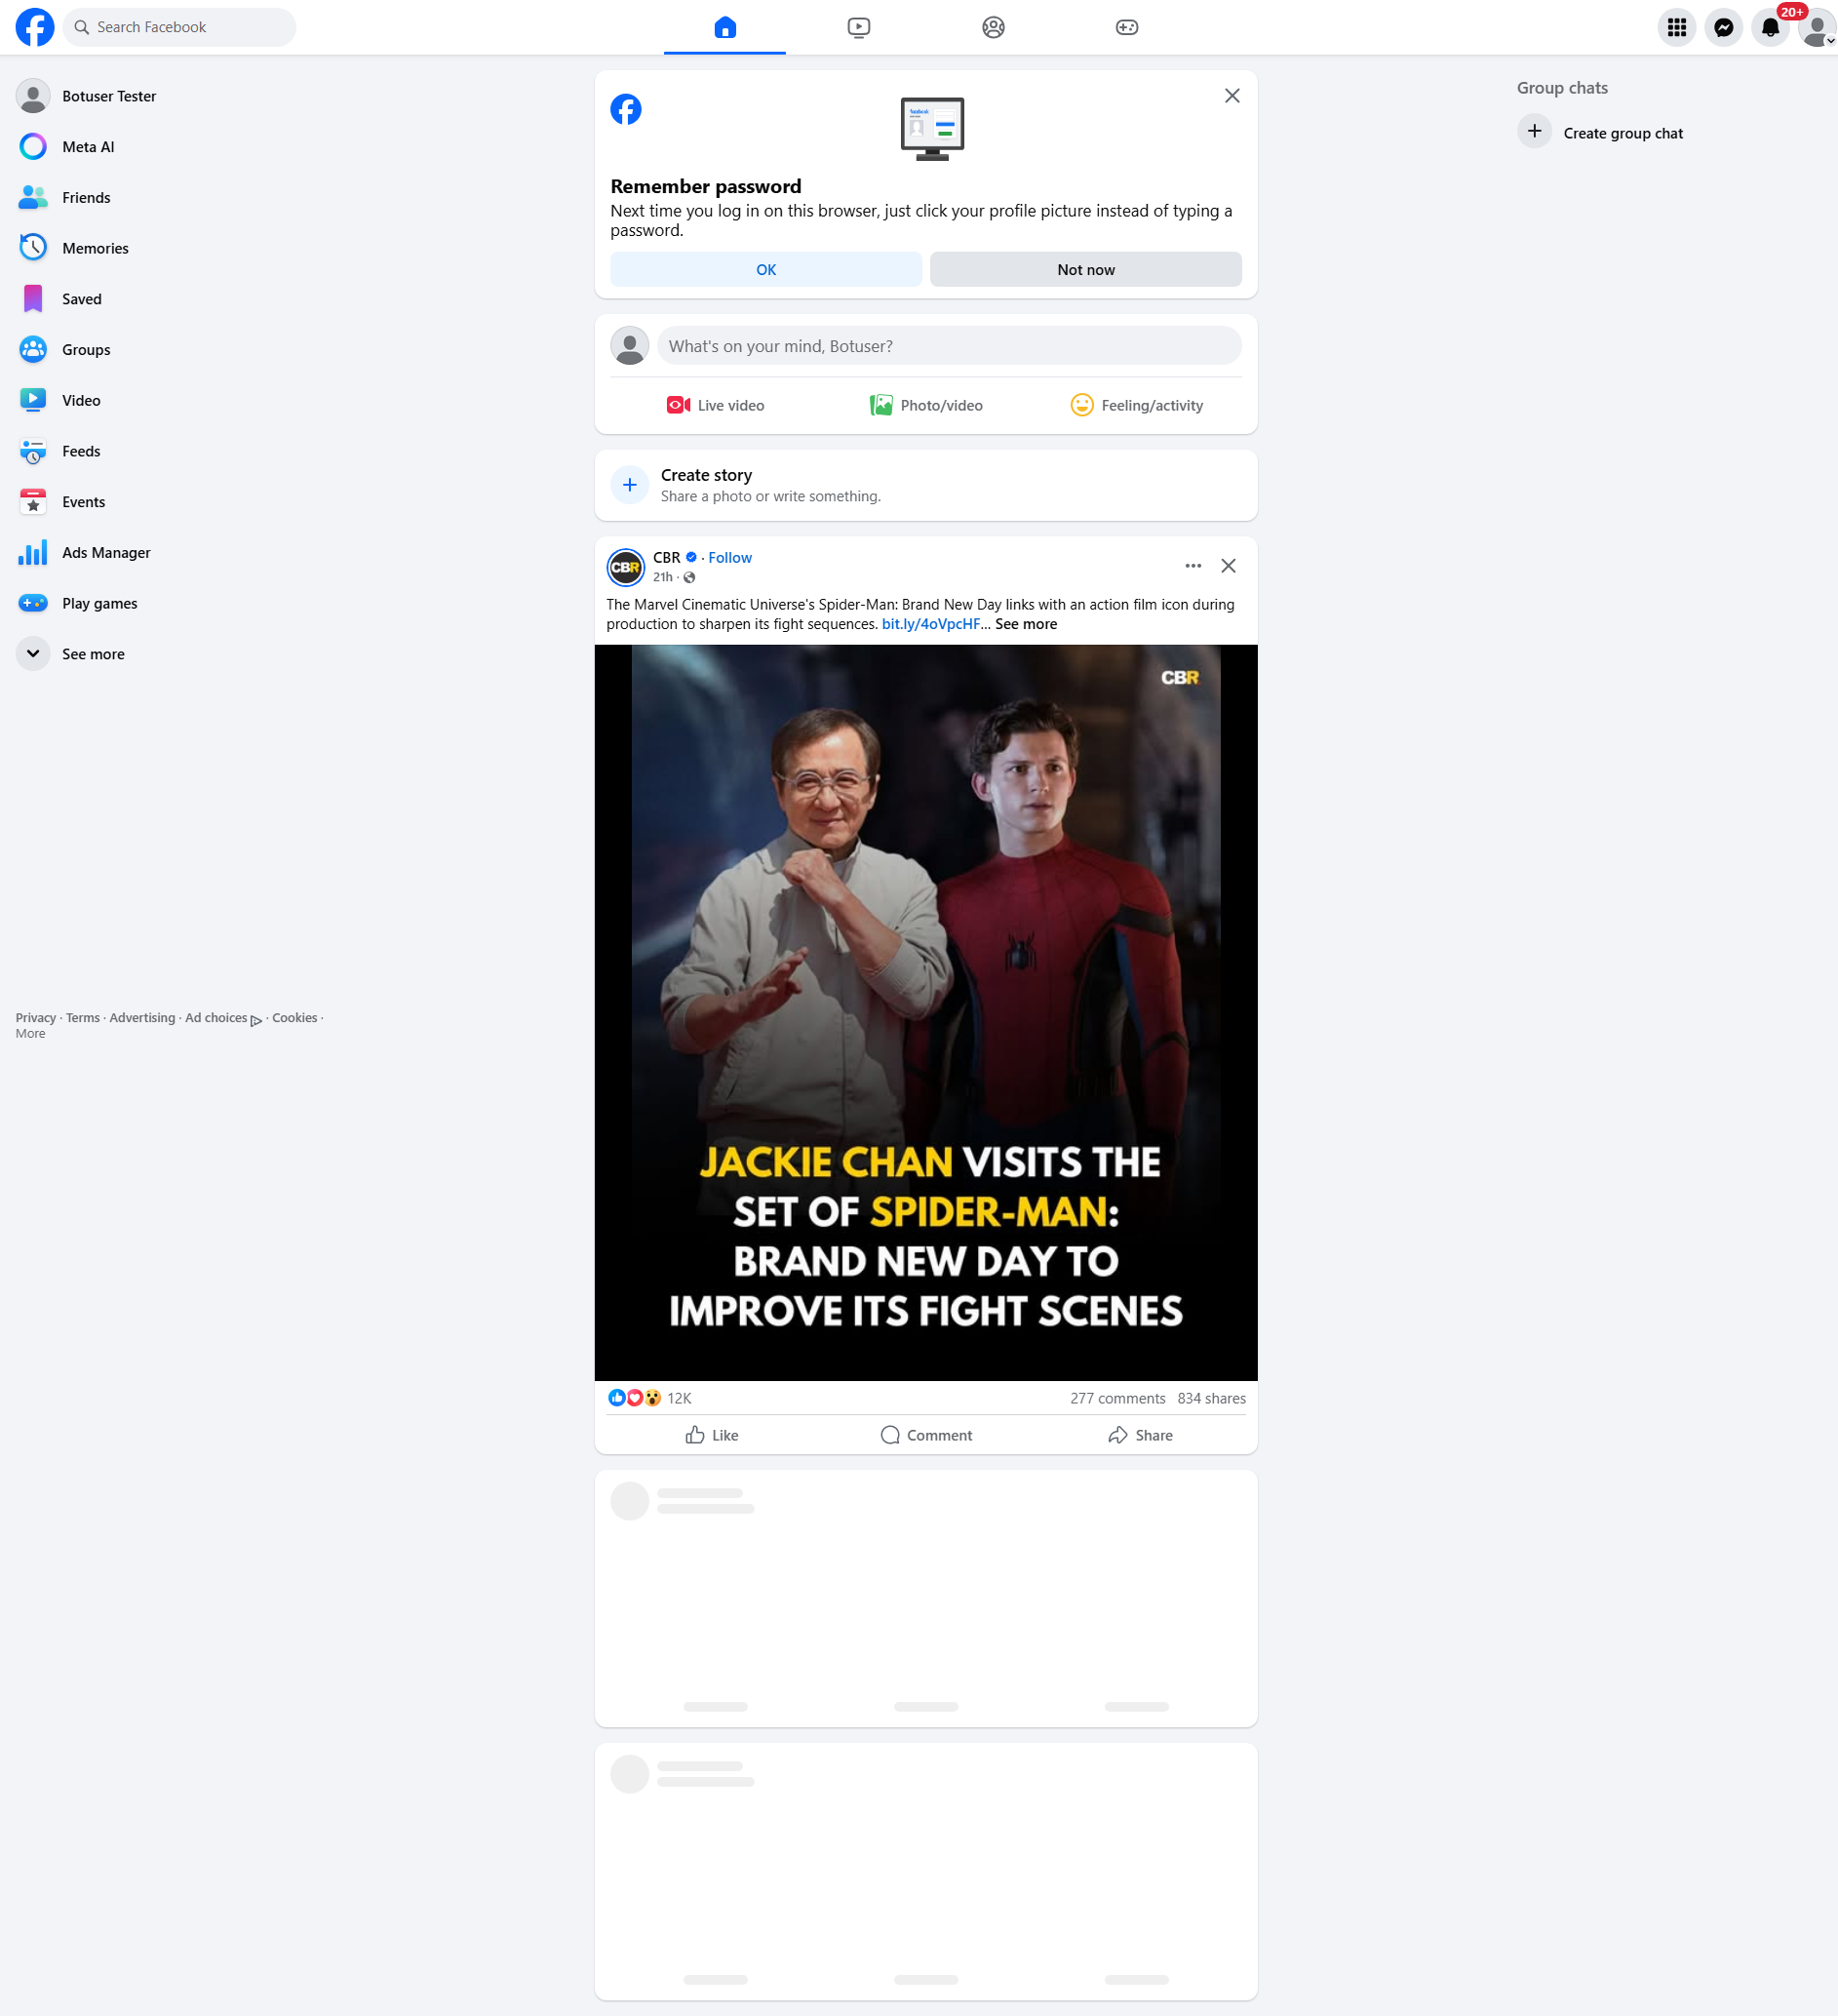 Search Facebook
20+
Botuser Tester
Meta AI
Friends
Memories
Saved
Groups
Video
Feeds
Events
Ads Manager
Play games
See more
Privacy · Terms · Advertising · Ad choices · Cookies ·
More
Remember password
Next time you log in on this browser, just click your profile picture instead of typing a
password.
OK
Not now
What's on your mind, Botuser?
Live video
Photo/video
Feeling/activity
Create story
Share a photo or write something.
CBR
CBR · Follow
21h ·
The Marvel Cinematic Universe's Spider-Man: Brand New Day links with an action film icon during
production to sharpen its fight sequences. bit.ly/4oVpcHF... See more
CBR
JACKIE CHAN VISITS THE
SET OF SPIDER-MAN:
BRAND NEW DAY TO
IMPROVE ITS FIGHT SCENES
12K
277 comments 834 shares
Like
Comment
Share
Group chats
Create group chat